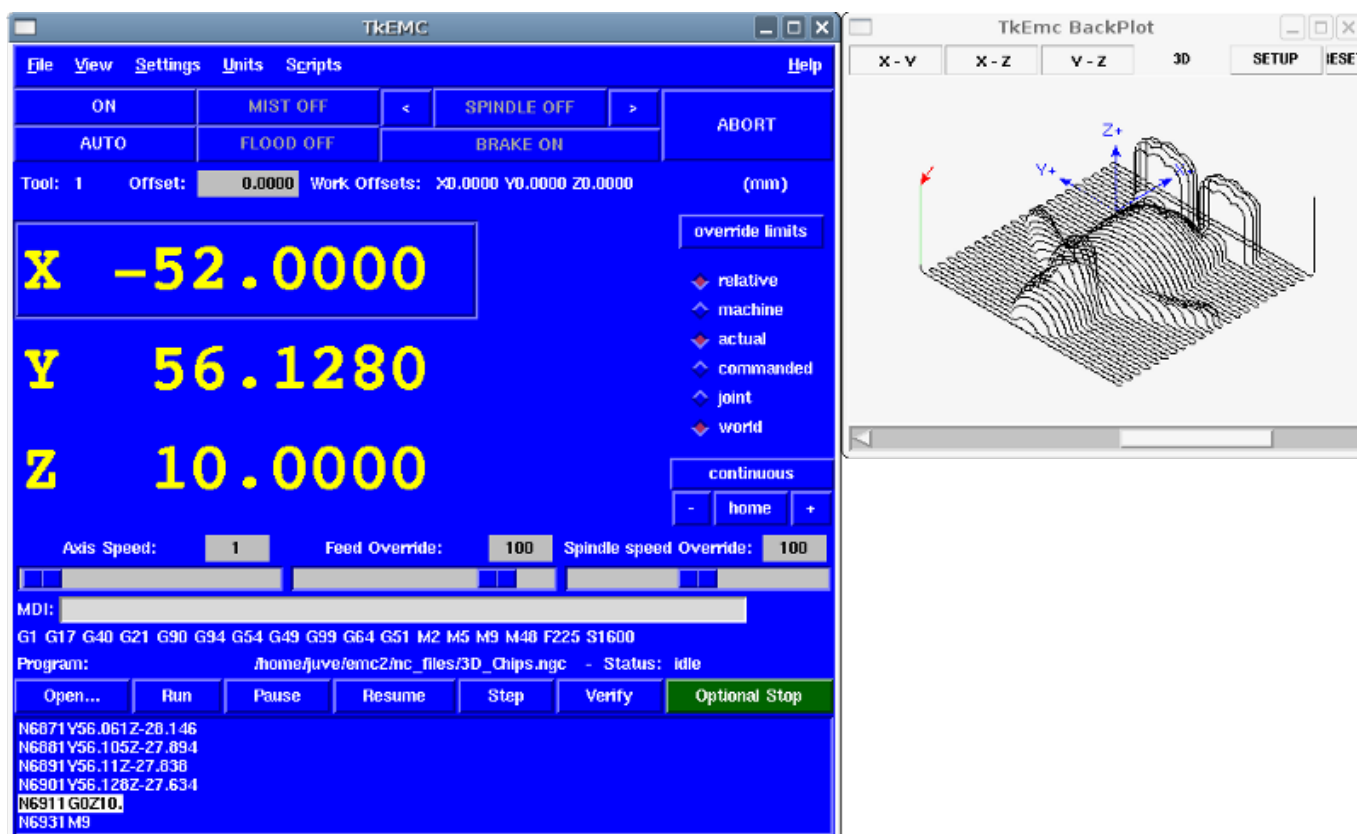 TkEMC
File View Settings Units Scripts Help
ON MIST OFF < SPINDLE OFF > ABORT
AUTO FLOOD OFF BRAKE ON
Tool: 1 Offset: 0.0000 Work Offsets: X0.0000 Y0.0000 Z0.0000 (mm)
override limits
X -52.0000
relative
machine
Y 56.1280
actual
commanded
joint
world
Z 10.0000
continuous
- home +
Axis Speed: 1 Feed Override: 100 Spindle speed Override: 100
MDI:
G1 G17 G40 G21 G90 G94 G54 G49 G99 G64 G51 M2 M5 M9 M48 F225 S1600
Program: /home/juve/emc2/nc_files/3D_Chips.ngc - Status: idle
Open... Run Pause Resume Step Verify Optional Stop
N6871Y56.061Z-28.146
N6881Y56.105Z-27.894
N6891Y56.11Z-27.838
N6901Y56.128Z-27.634
N6911G0Z10.
N6931M9
TkEmc BackPlot
X - Y X - Z Y - Z 3D SETUP RESET
Z+
Y+ X+